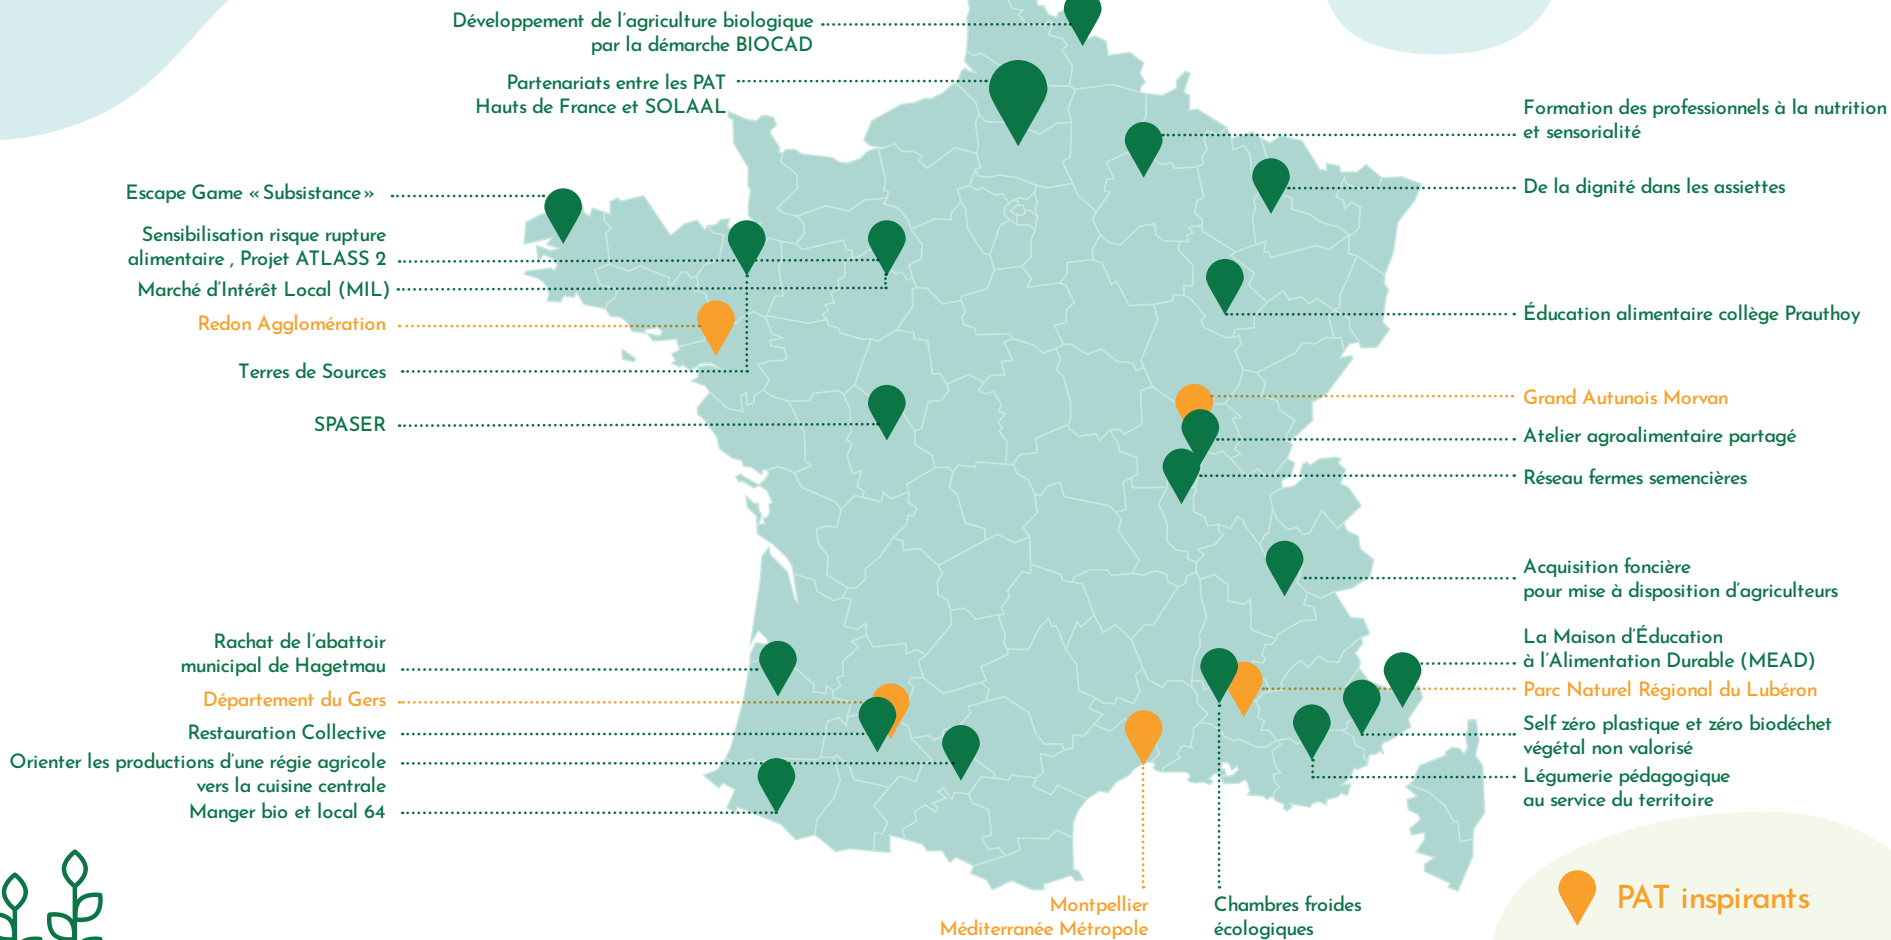 Développement de l'agriculture biologique
par la démarche BIOCAD
Partenariats entre les PAT
Hauts de France et SOLAAL
Escape Game « Subsistance »
Sensibilisation risque rupture
alimentaire , Projet ATLASS 2
Marché d'Intérêt Local (MIL)
Redon Agglomération
Terres de Sources
SPASER
Rachat de l'abattoir
municipal de Hagetmau
Département du Gers
Restauration Collective
Orienter les productions d'une régie agricole
vers la cuisine centrale
Manger bio et local 64
Formation des professionnels à la nutrition
et sensorialité
De la dignité dans les assiettes
Éducation alimentaire collège Prauthoy
Grand Autunois Morvan
Atelier agroalimentaire partagé
Réseau fermes semencières
Acquisition foncière
pour mise à disposition d'agriculteurs
La Maison d'Éducation
à l'Alimentation Durable (MEAD)
Parc Naturel Régional du Lubéron
Self zéro plastique et zéro biodéchet
végétal non valorisé
Légumerie pédagogique
au service du territoire
Montpellier
Méditerranée Métropole
Chambres froides
écologiques
PAT inspirants